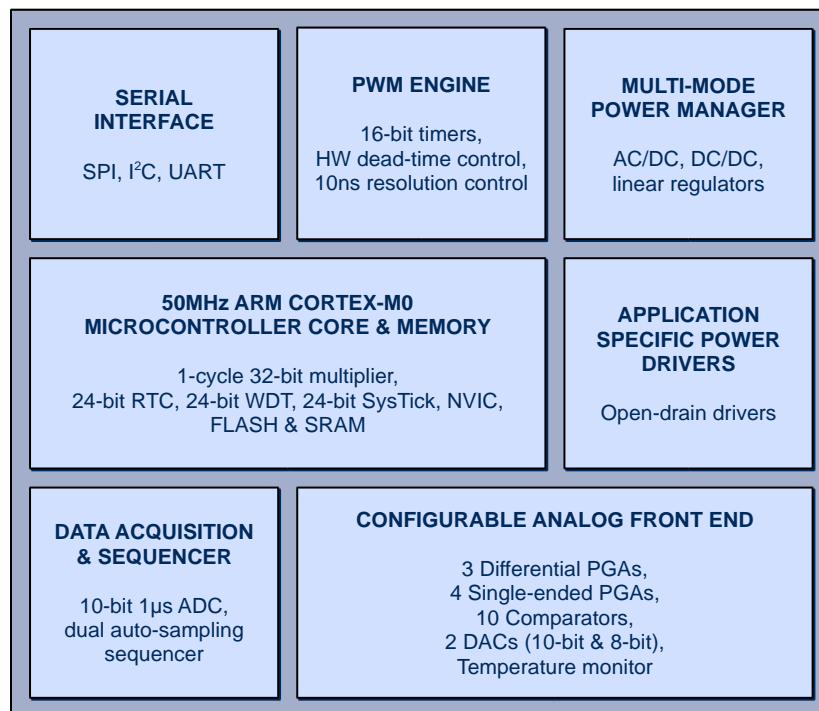 SERIAL
INTERFACE
SPI, I²C, UART
PWM ENGINE
16-bit timers,
HW dead-time control,
10ns resolution control
MULTI-MODE
POWER MANAGER
AC/DC, DC/DC,
linear regulators
50MHz ARM CORTEX-M0
MICROCONTROLLER CORE & MEMORY
1-cycle 32-bit multiplier,
24-bit RTC, 24-bit WDT, 24-bit SysTick, NVIC,
FLASH & SRAM
APPLICATION
SPECIFIC POWER
DRIVERS
Open-drain drivers
DATA ACQUISITION
& SEQUENCER
10-bit 1µs ADC,
dual auto-sampling
sequencer
CONFIGURABLE ANALOG FRONT END
3 Differential PGAs,
4 Single-ended PGAs,
10 Comparators,
2 DACs (10-bit & 8-bit),
Temperature monitor